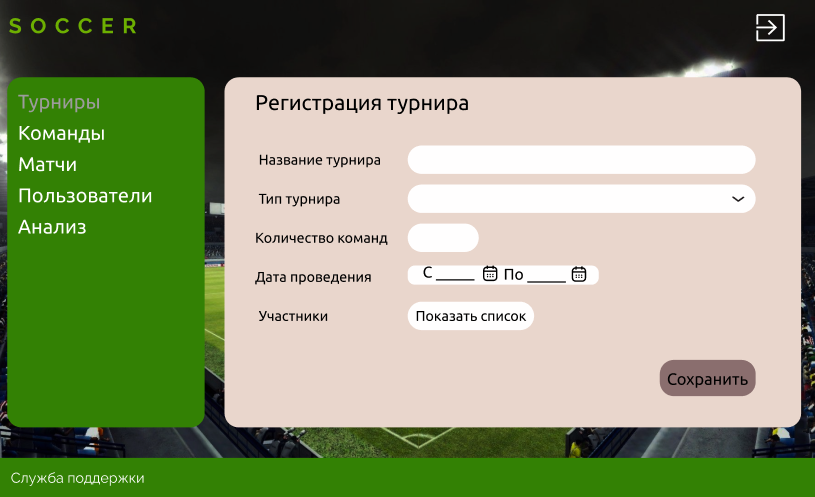 SOCCER
Турниры
Команды
Матчи
Пользователи
Анализ
Регистрация турнира
Название турнира
Тип турнира
Количество команд
Дата проведения С _____ По _____
Участники Показать список
Сохранить
Служба поддержки